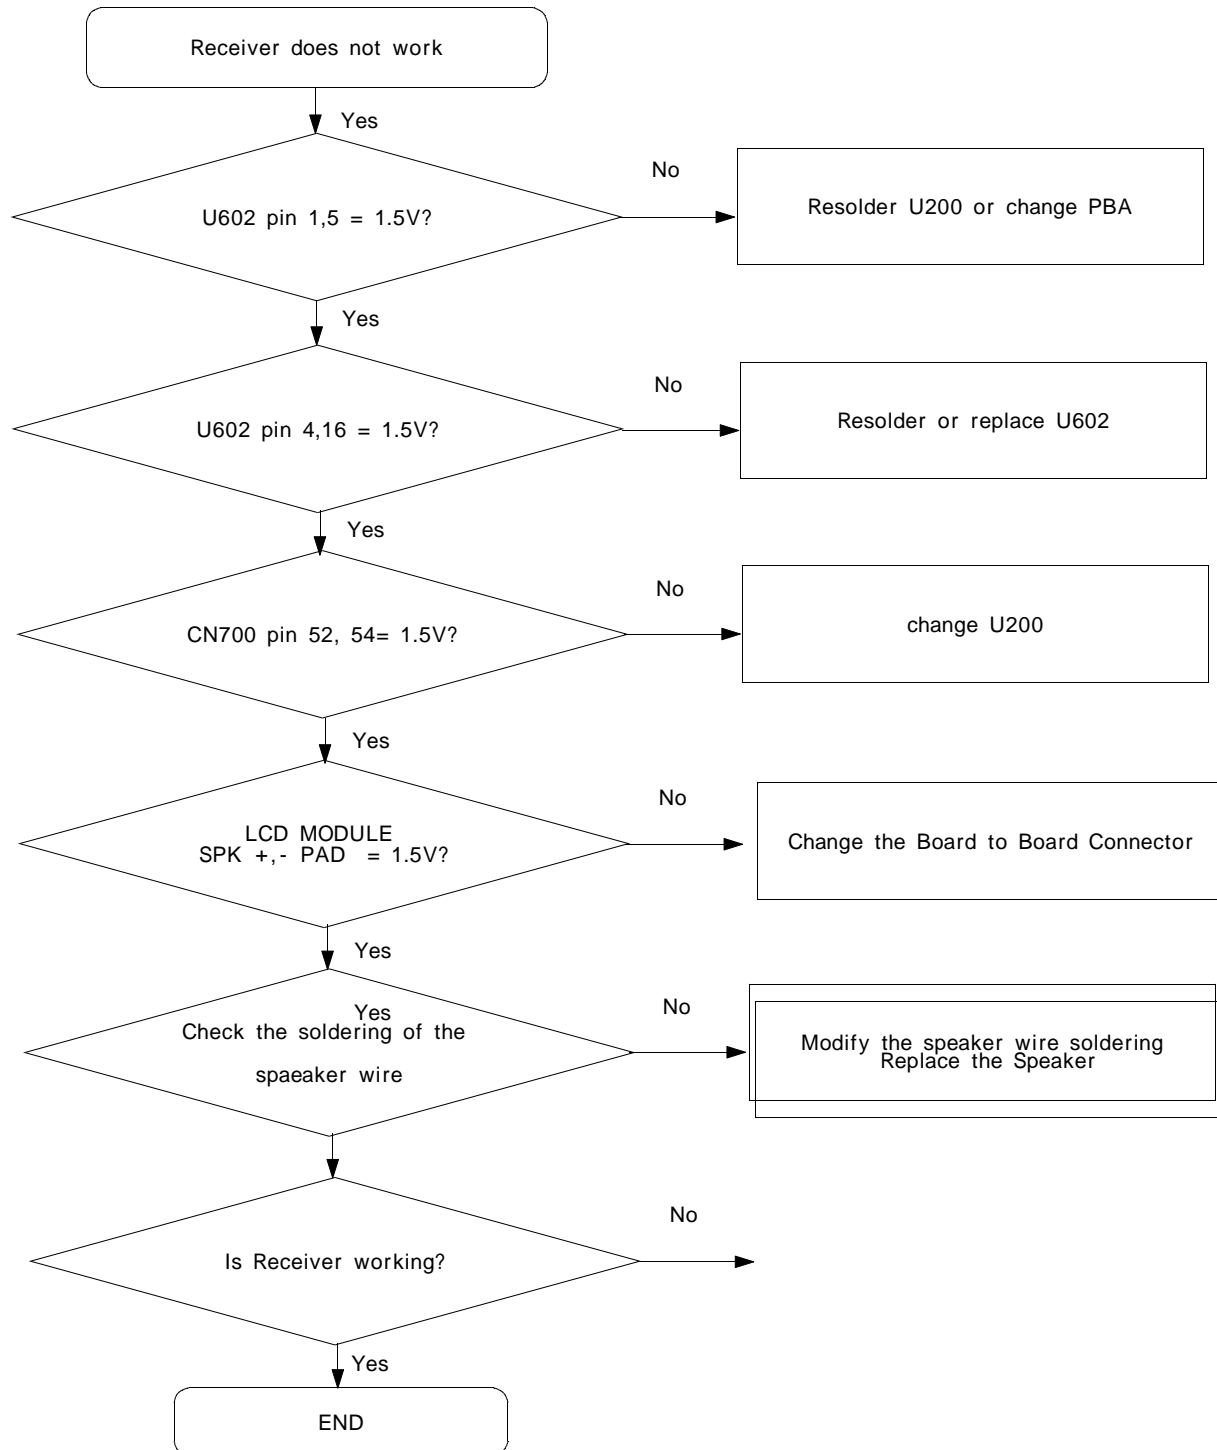 Receiver does not work
Yes
U602 pin 1,5 = 1.5V?
No
Resolder U200 or change PBA
Yes
U602 pin 4,16 = 1.5V?
No
Resolder or replace U602
Yes
CN700 pin 52, 54= 1.5V?
No
change U200
Yes
LCD MODULE
SPK +,- PAD = 1.5V?
No
Change the Board to Board Connector
Yes
Yes
Check the soldering of the
spaeaker wire
No
Modify the speaker wire soldering
Replace the Speaker
Is Receiver working?
No
Yes
END